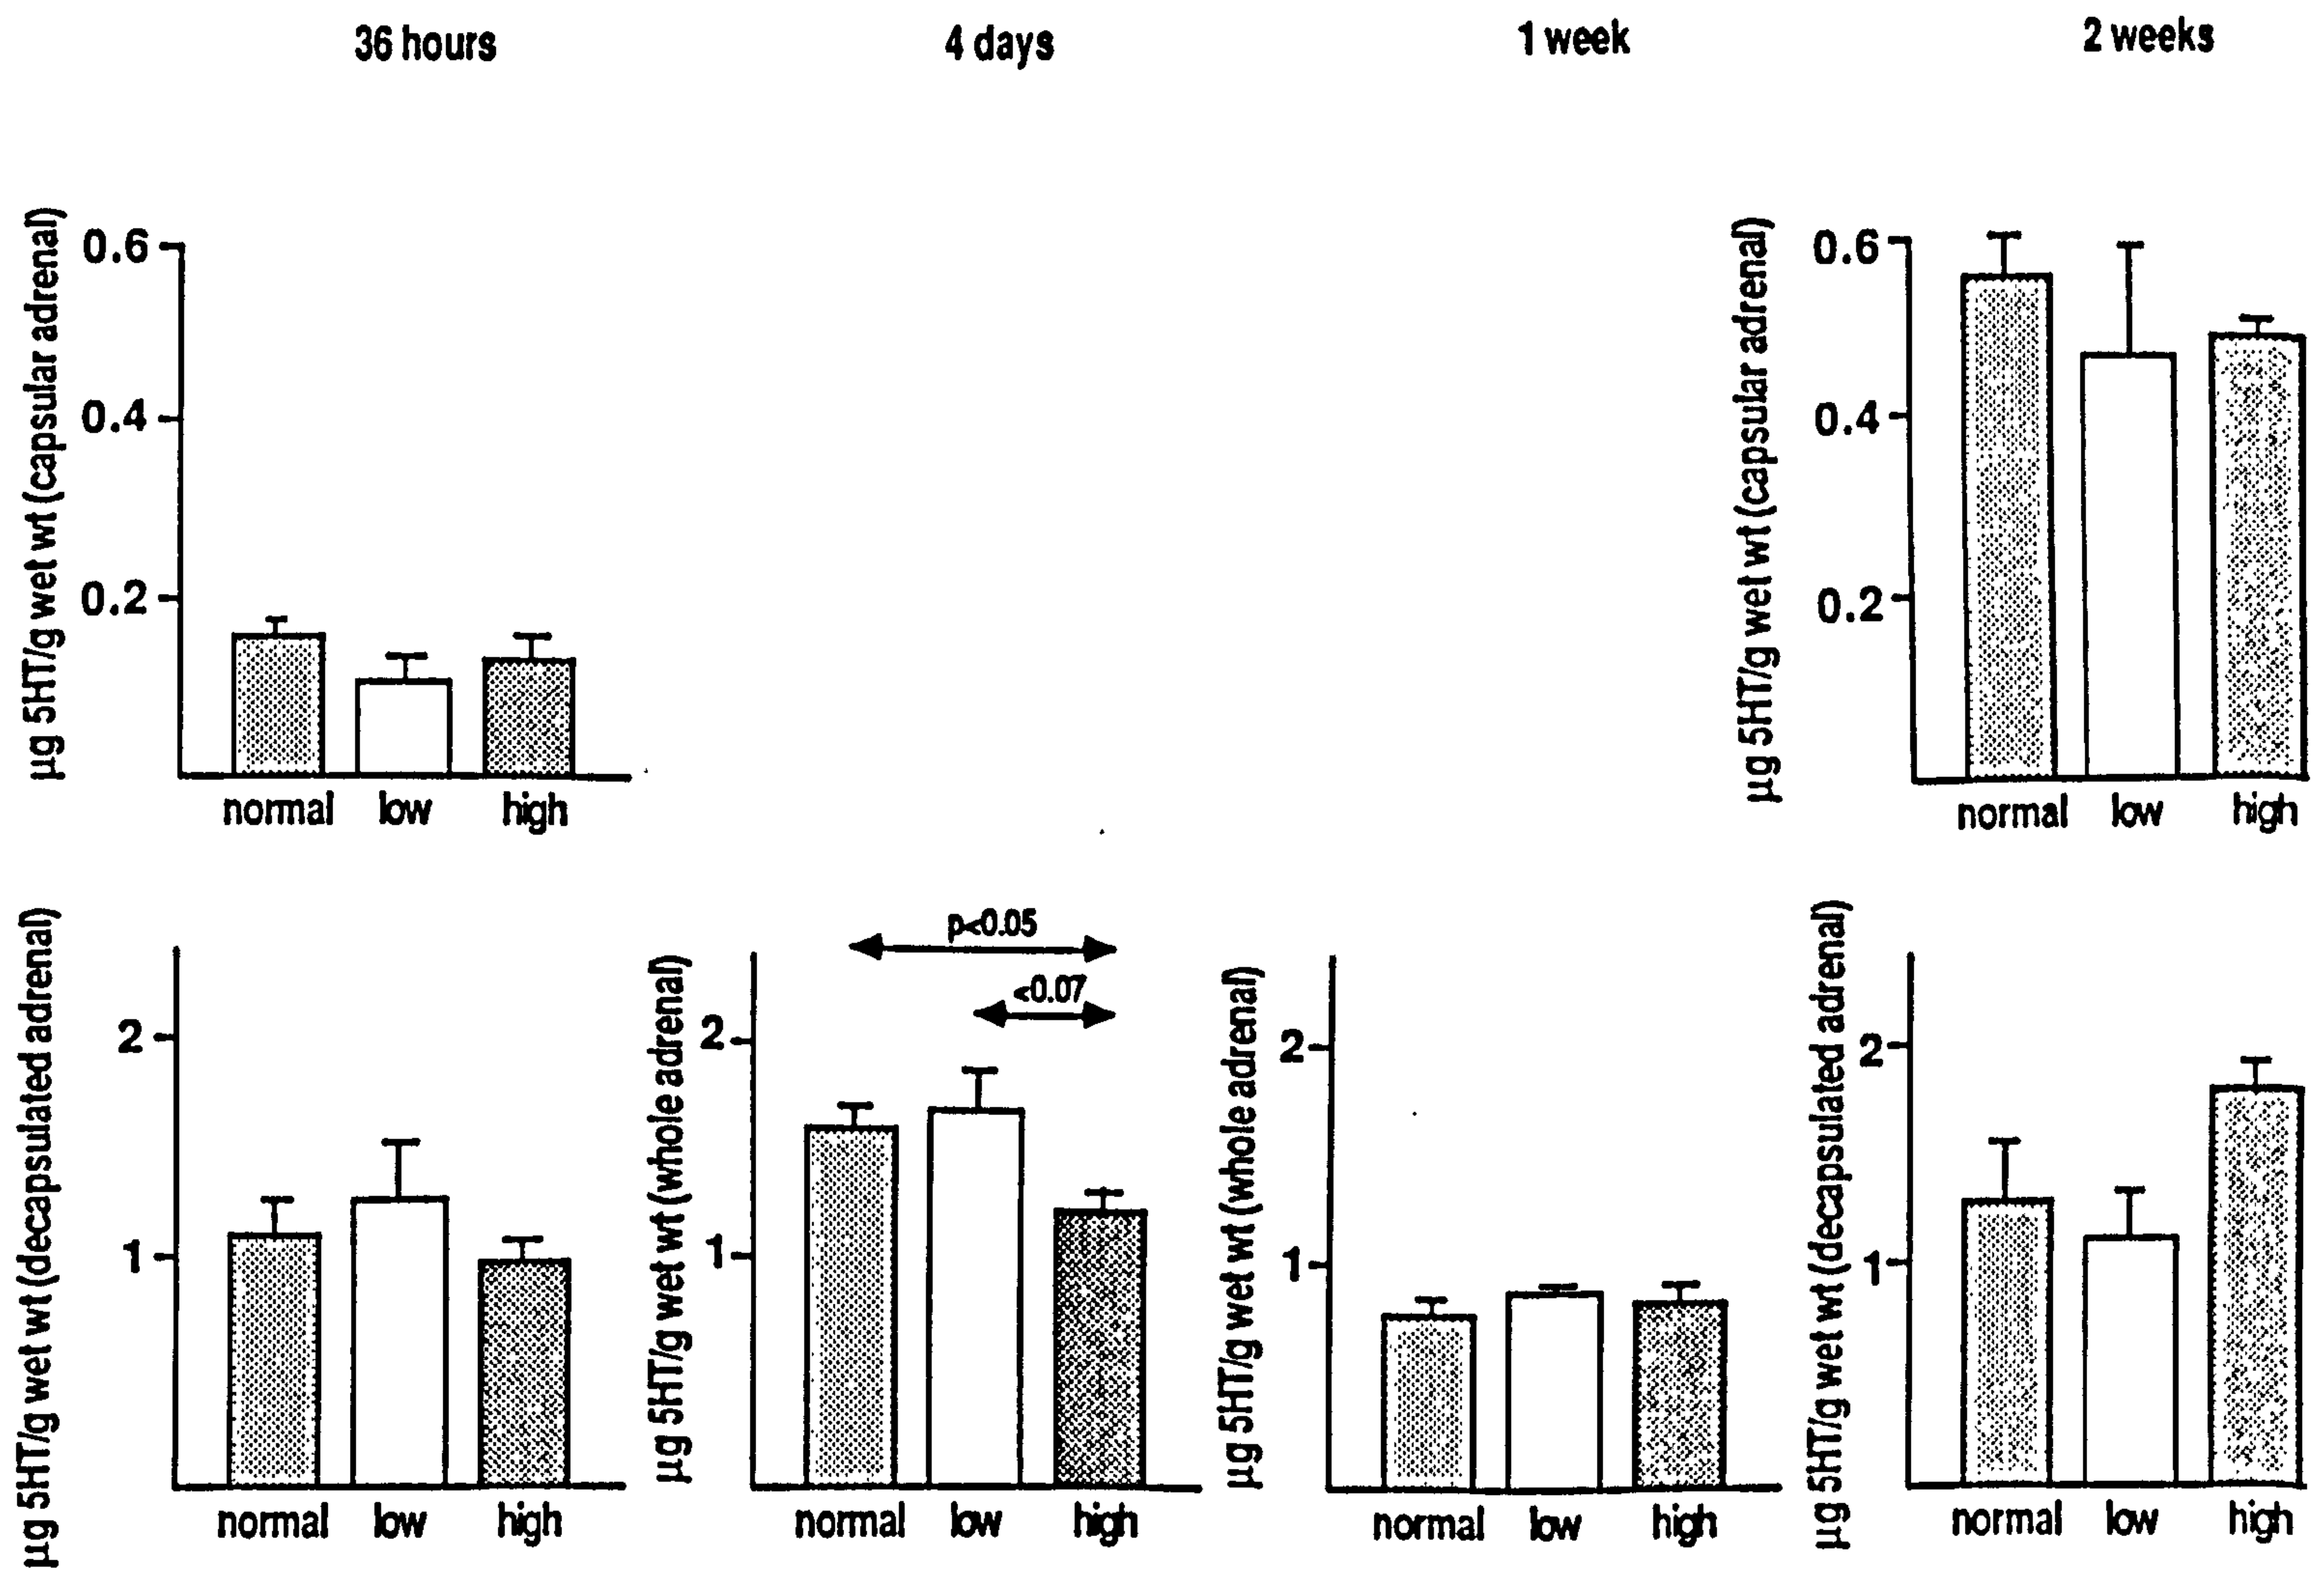 36 hours
4 days
1 week
2 weeks
µg 5HT/g wet wt (capsular adrenal)
0.6
0.4
0.2
normal low high
µg 5HT/g wet wt (capsular adrenal)
0.6
0.4
0.2
normal low high
µg 5HT/g wet wt (decapsulated adrenal)
2
1
normal low high
µg 5HT/g wet wt (whole adrenal)
p<0.05
<0.07
2
1
normal low high
µg 5HT/g wet wt (whole adrenal)
2
1
normal low high
µg 5HT/g wet wt (decapsulated adrenal)
2
1
normal low high